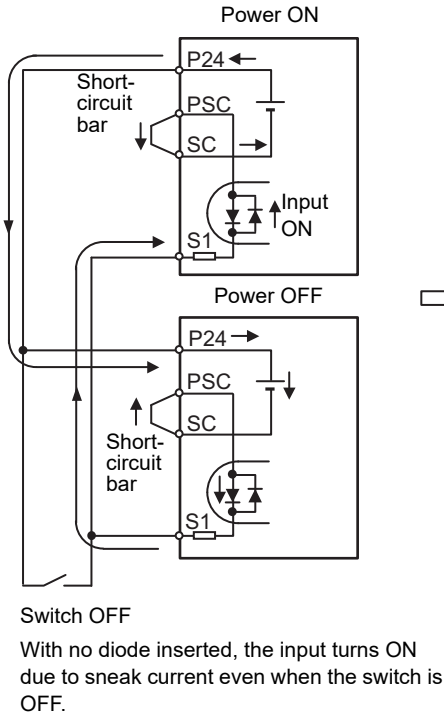 Power ON
P24
Short-
circuit
bar
PSC
SC
Input
ON
S1
Power OFF
P24
PSC
SC
Short-
circuit
bar
S1
Switch OFF
With no diode inserted, the input turns ON
due to sneak current even when the switch is
OFF.